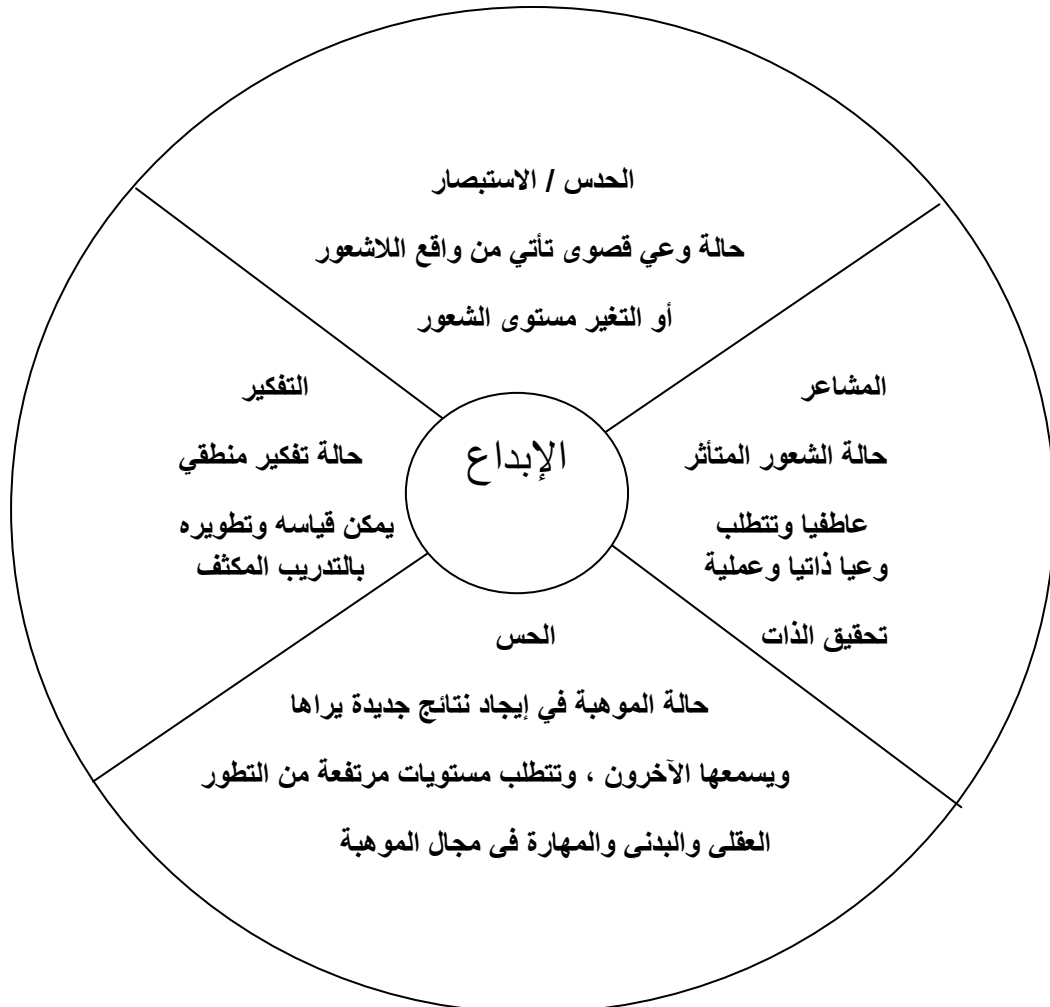 الحدس / الاستبصار
حالة وعي قصوى تأتي من واقع اللاشعور
أو التغير مستوى الشعور
المشاعر
حالة الشعور المتأثر
عاطفيا وتتطلب
وعيا ذاتيا وعملية
تحقيق الذات
الإبداع
التفكير
حالة تفكير منطقي
يمكن قياسه وتطويره
بالتدريب المكثف
الحس
حالة الموهبة في إيجاد نتائج جديدة يراها
ويسمعها الآخرون ، وتتطلب مستويات مرتفعة من التطور
العقلى والبدنى والمهارة فى مجال الموهبة